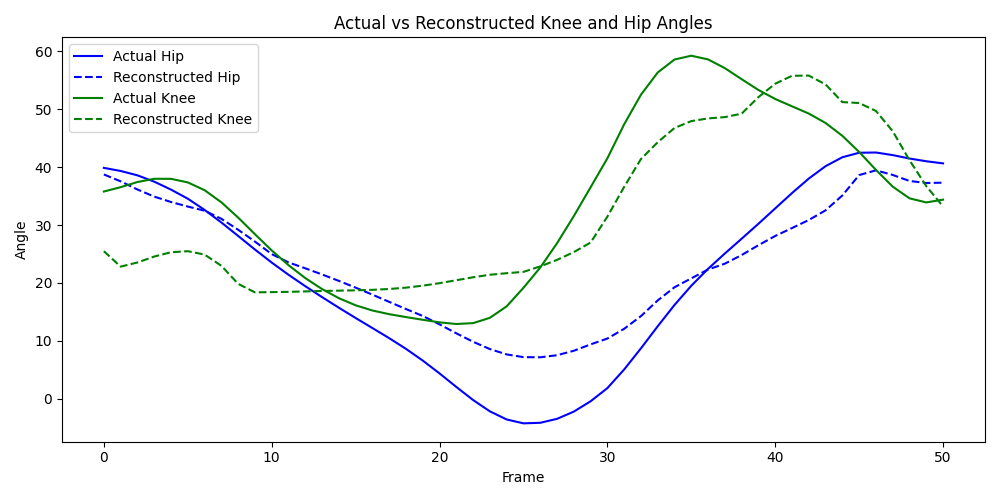 Actual vs Reconstructed Knee and Hip Angles
Actual Hip
Reconstructed Hip
Actual Knee
Reconstructed Knee
Angle
60
50
40
30
20
10
0
0 10 20 30 40 50
Frame